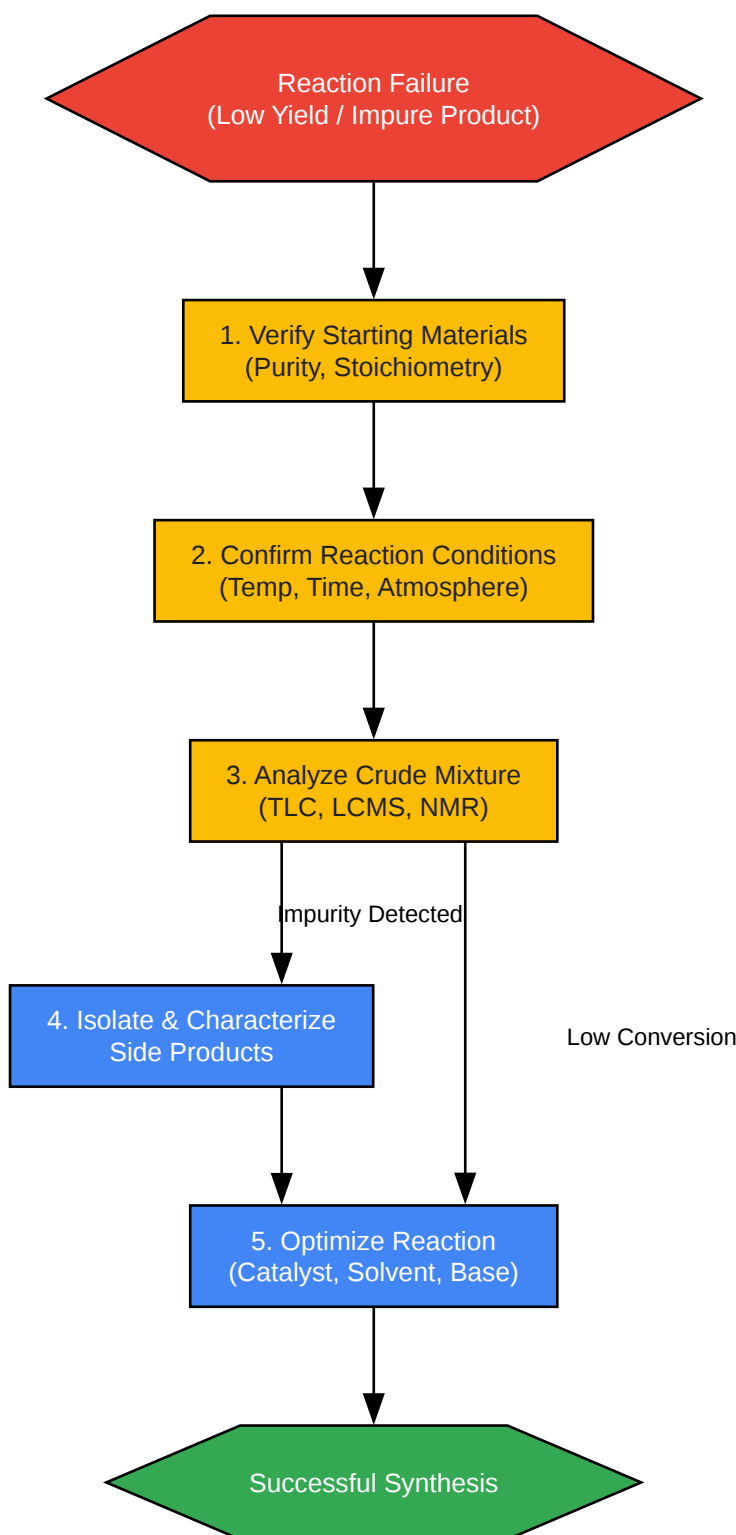 Reaction Failure
(Low Yield / Impure Product)
1. Verify Starting Materials
(Purity, Stoichiometry)
2. Confirm Reaction Conditions
(Temp, Time, Atmosphere)
3. Analyze Crude Mixture
(TLC, LCMS, NMR)
Impurity Detected
4. Isolate & Characterize
Side Products
Low Conversion
5. Optimize Reaction
(Catalyst, Solvent, Base)
Successful Synthesis